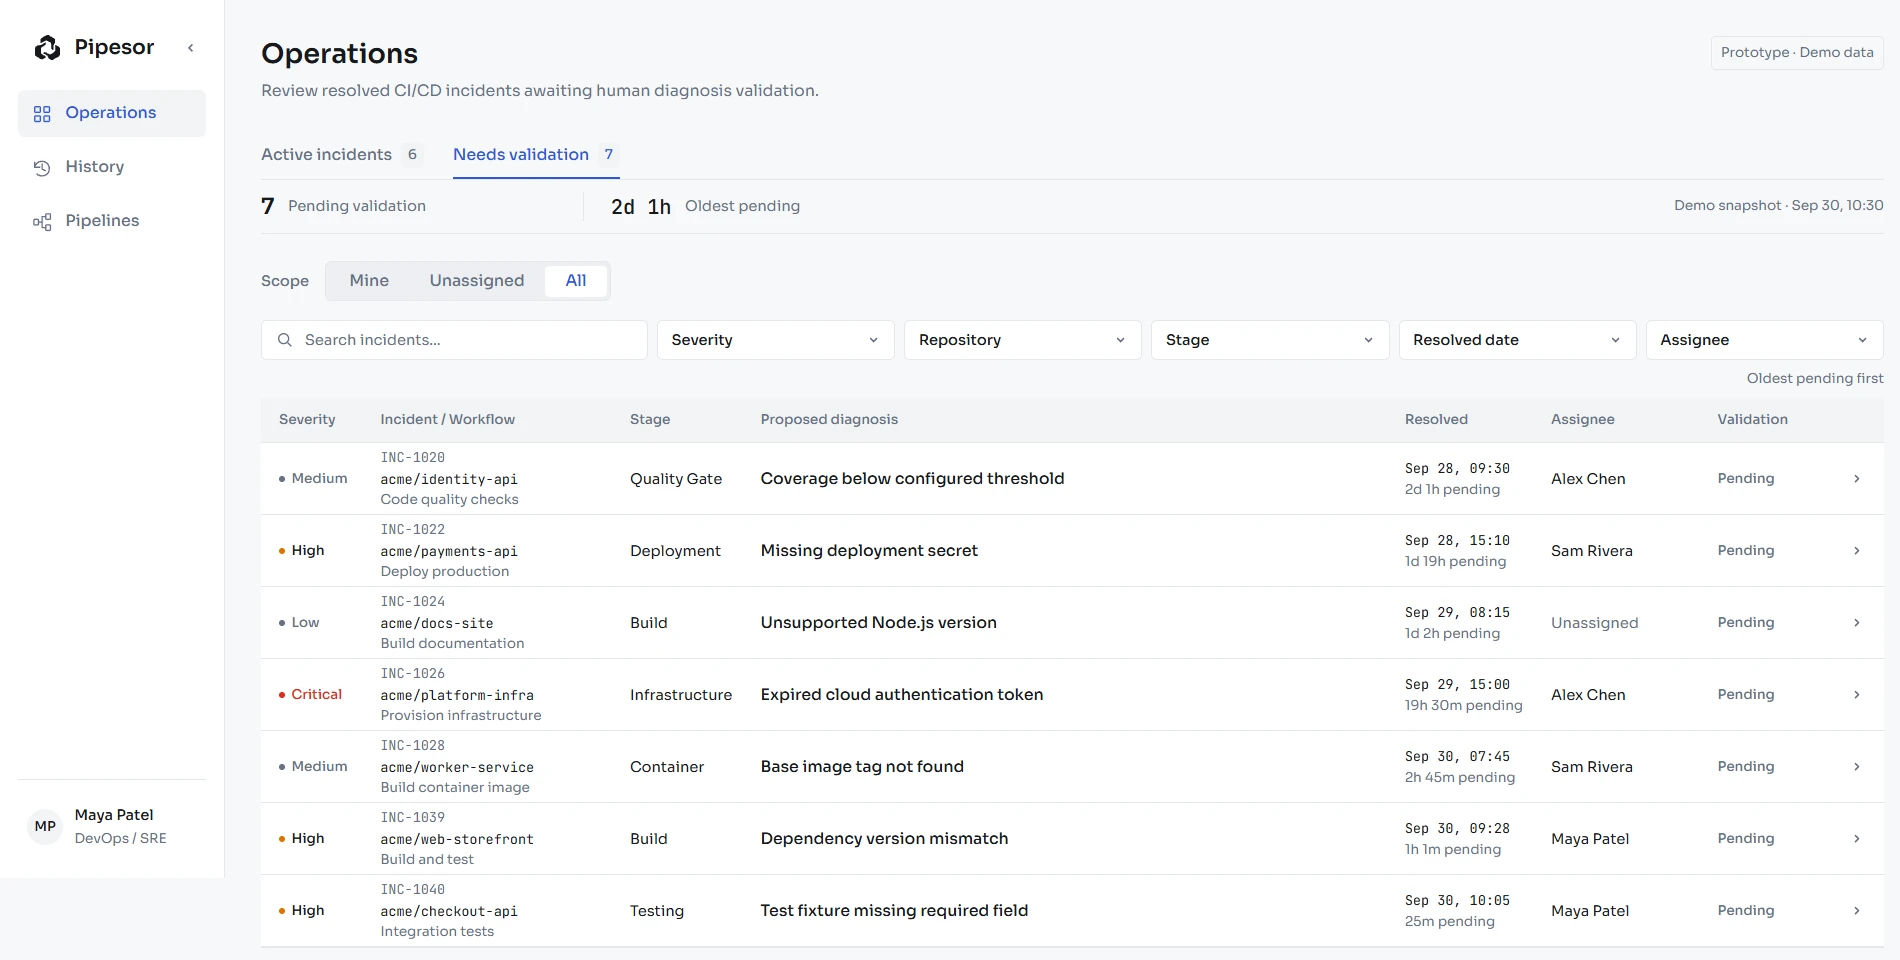 Pipesor
Operations
History
Pipelines
MP
Maya Patel
DevOps / SRE
Operations
Prototype · Demo data
Review resolved CI/CD incidents awaiting human diagnosis validation.
Active incidents 6
Needs validation 7
7 Pending validation
2d 1h Oldest pending
Demo snapshot · Sep 30, 10:30
Scope Mine Unassigned All
Search incidents...
Severity
Repository
Stage
Resolved date
Assignee
Oldest pending first
Severity Incident / Workflow Stage Proposed diagnosis Resolved Assignee Validation
Medium
INC-1020
acme/identity-api
Code quality checks
Quality Gate
Coverage below configured threshold
Sep 28, 09:30
2d 1h pending
Alex Chen
Pending
High
INC-1022
acme/payments-api
Deploy production
Deployment
Missing deployment secret
Sep 28, 15:10
1d 19h pending
Sam Rivera
Pending
Low
INC-1024
acme/docs-site
Build documentation
Build
Unsupported Node.js version
Sep 29, 08:15
1d 2h pending
Unassigned
Pending
Critical
INC-1026
acme/platform-infra
Provision infrastructure
Infrastructure
Expired cloud authentication token
Sep 29, 15:00
19h 30m pending
Alex Chen
Pending
Medium
INC-1028
acme/worker-service
Build container image
Container
Base image tag not found
Sep 30, 07:45
2h 45m pending
Sam Rivera
Pending
High
INC-1039
acme/web-storefront
Build and test
Build
Dependency version mismatch
Sep 30, 09:28
1h 1m pending
Maya Patel
Pending
High
INC-1040
acme/checkout-api
Integration tests
Testing
Test fixture missing required field
Sep 30, 10:05
25m pending
Maya Patel
Pending